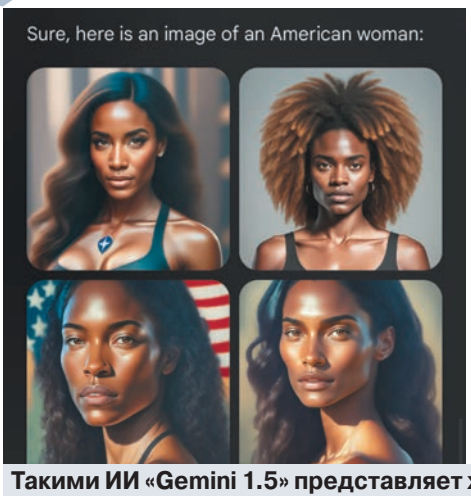 Sure, here is an image of an American woman:
Такими ИИ «Gemini 1.5» представляет